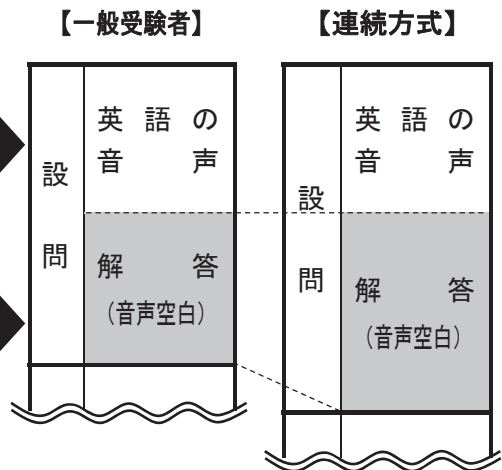 【一般受験者】
設問
英語の
音声
解答
（音声空白）
【連続方式】
設問
英語の
音声
解答
（音声空白）